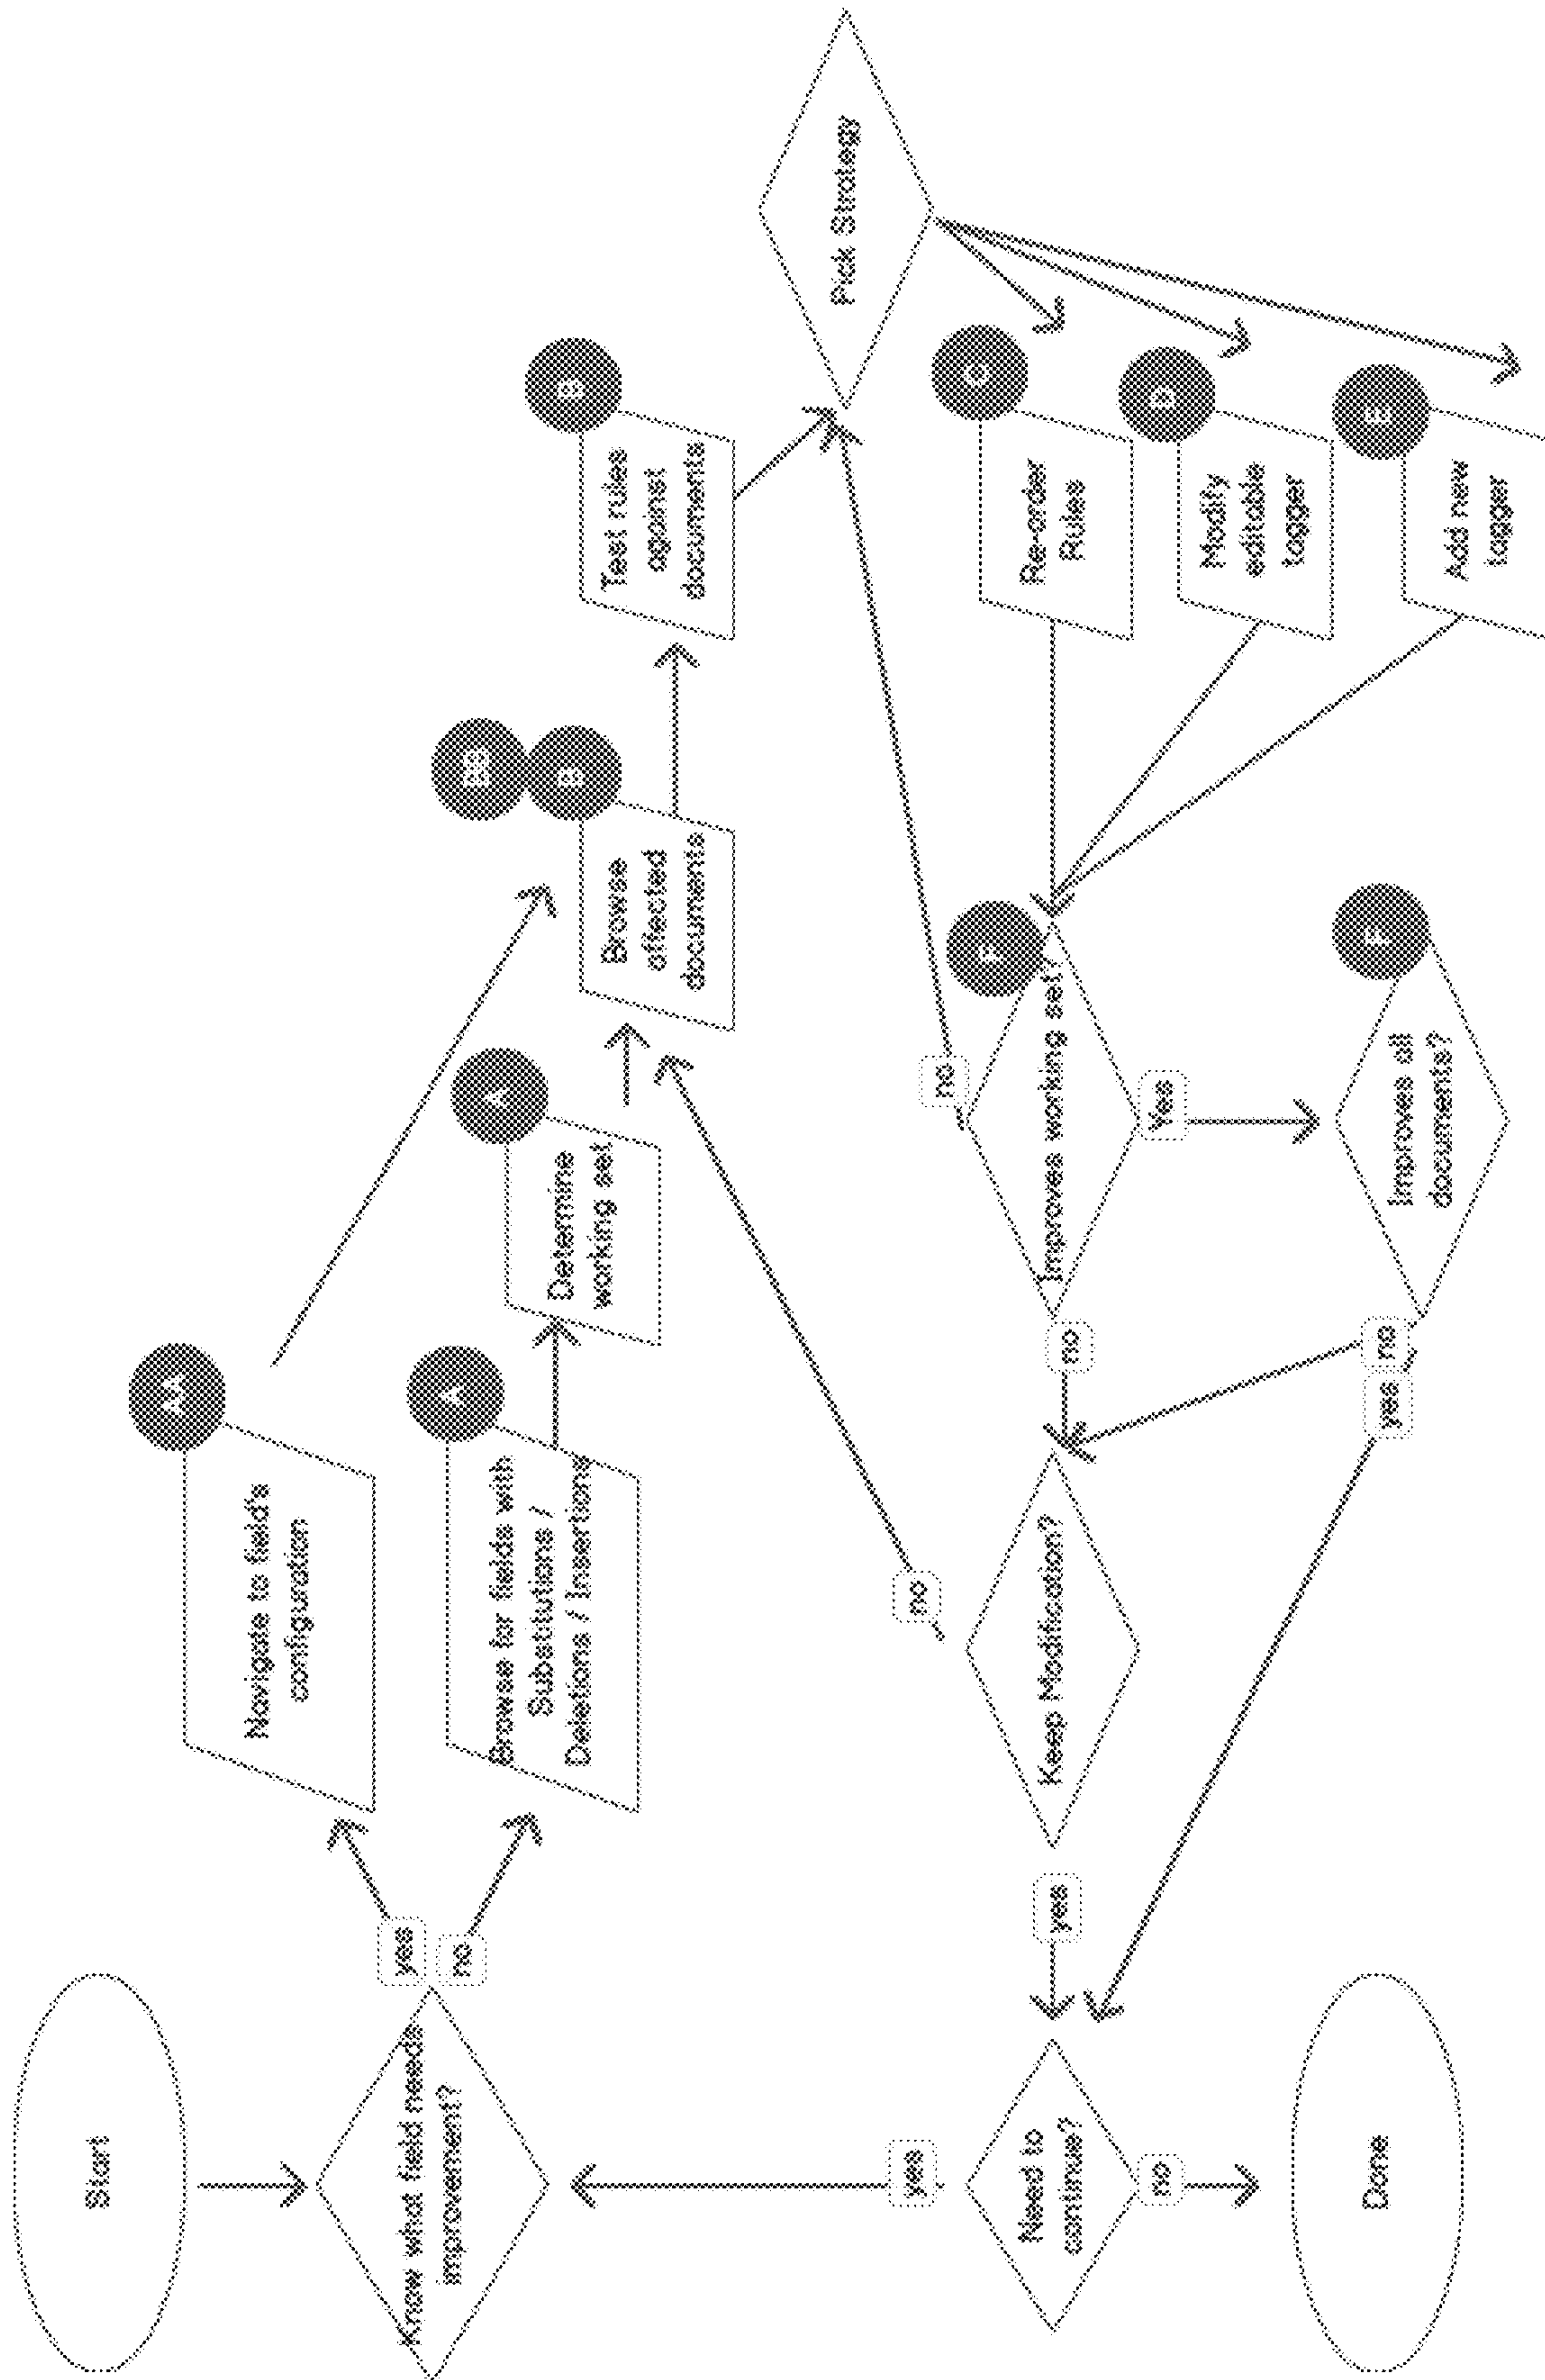 Start
Know what field needs
improvement?
yes
no
AA
Navigate to field's
configuration
A
Browse for fields with
Substitutions /
Deletions / Insertions
A
Determine
working set
BB
B
Browse
affected
documents
B
Test rules
against
documents
Pick Strategy
C
Re-order
Rules
D
Modify
editable
tagger
E
Add new
tagger
F
Improves working set?
no
no
Yes
Improves all
documents?
no
yes
Keep Modification?
no
yes
Need to
continue?
yes
no
Done